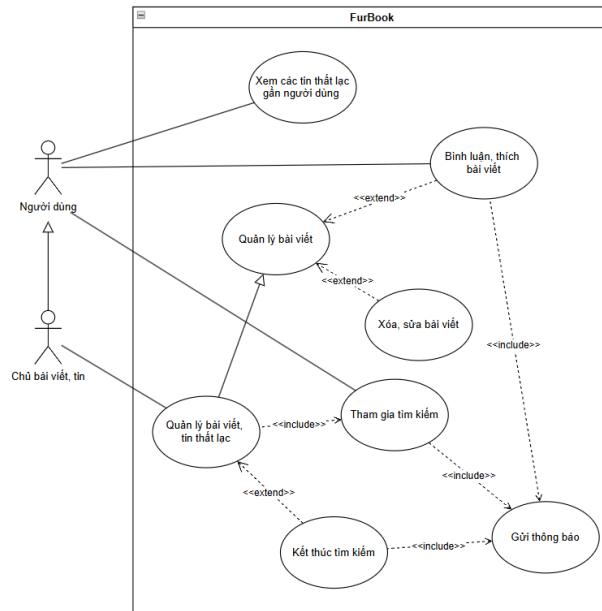 FurBook
Xem các tin thất lạc
gần người dùng
Bình luận, thích
bài viết
Người dùng
<<extend>>
Quản lý bài viết
<<extend>>
Xóa, sửa bài viết
<<include>>
Chủ bài viết, tin
Quản lý bài viết,
tin thất lạc
<<include>>
Tham gia tìm kiếm
<<include>>
<<extend>>
Kết thúc tìm kiếm
<<include>>
Gửi thông báo